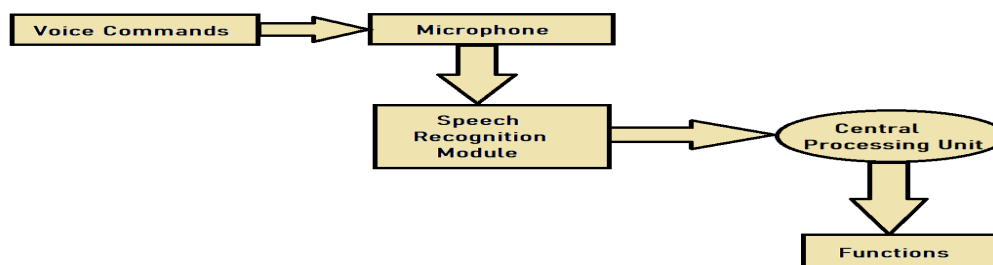 Voice Commands
Microphone
Speech
Recognition
Module
Central
Processing Unit
Functions